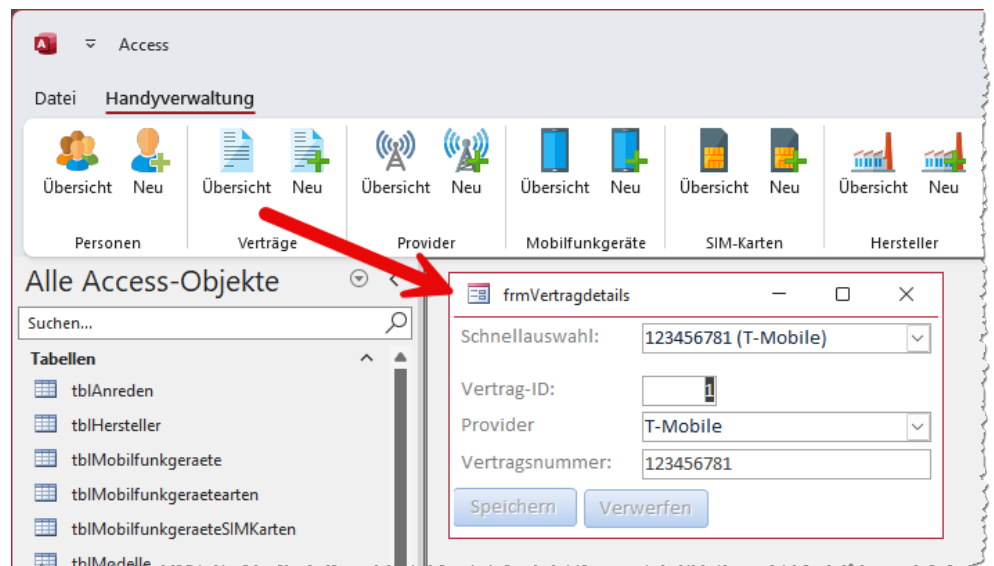 Access
Datei Handyverwaltung
Übersicht Neu Übersicht Neu Übersicht Neu Übersicht Neu Übersicht Neu Übersicht Neu
Personen Verträge Provider Mobilfunkgeräte SIM-Karten Hersteller
Alle Access-Objekte
Suchen...
Tabellen
tblAnreden
tblHersteller
tblMobilfunkgeraete
tblMobilfunkgeraetearten
tblMobilfunkgeraeteSIMKarten
tblModelle
frmVertragdetails
Schnellauswahl: 123456781 (T-Mobile)
Vertrag-ID: 1
Provider T-Mobile
Vertragsnummer: 123456781
Speichern Verwerfen